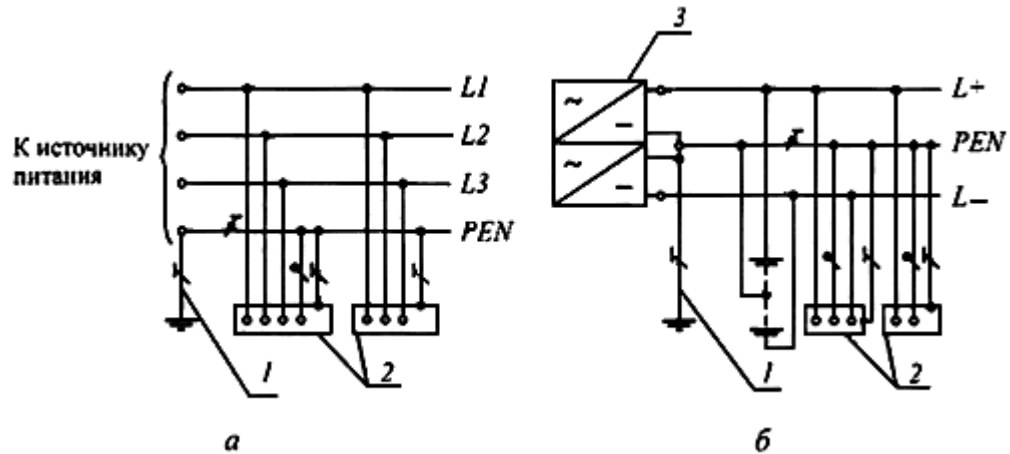 К источнику
питания
L1
L2
L3
PEN
1
2
а
3
~
–
~
–
L+
PEN
L–
1
2
б